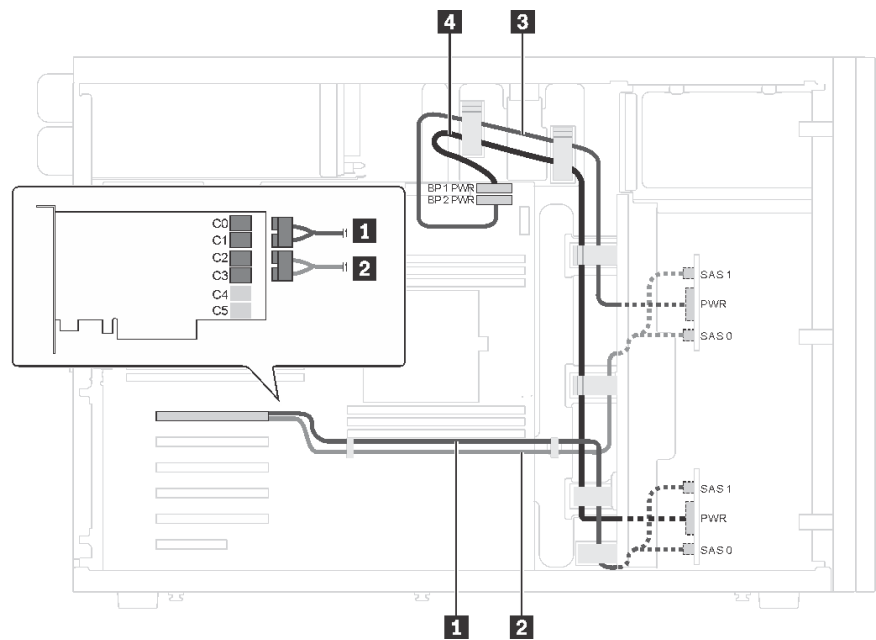 4
3
BP 1 PWR
BP 2 PWR
C0
C1
C2
C3
C4
C5
1
2
SAS 1
PWR
SAS 0
SAS 1
PWR
SAS 0
1
2